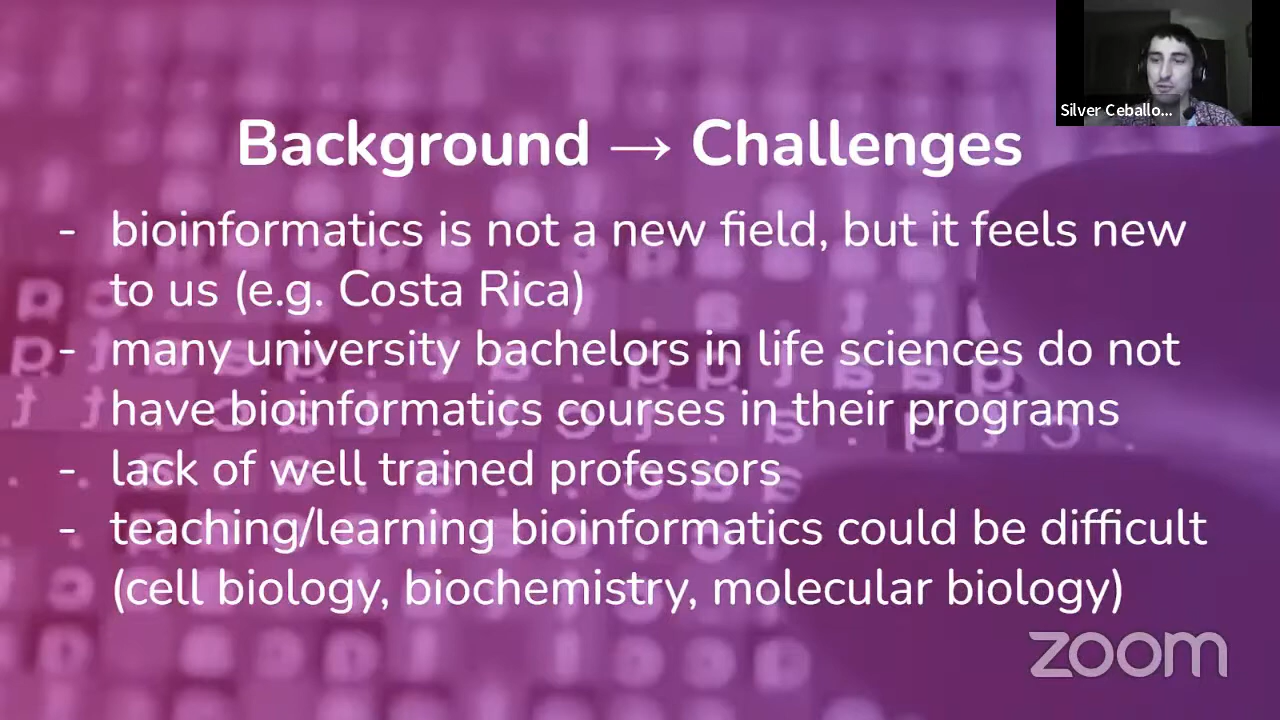 Silver Ceballo...
Background → Challenges
- bioinformatics is not a new field, but it feels new
to us (e.g. Costa Rica)
- many university bachelors in life sciences do not
have bioinformatics courses in their programs
- lack of well trained professors
- teaching/learning bioinformatics could be difficult
(cell biology, biochemistry, molecular biology)
zoom